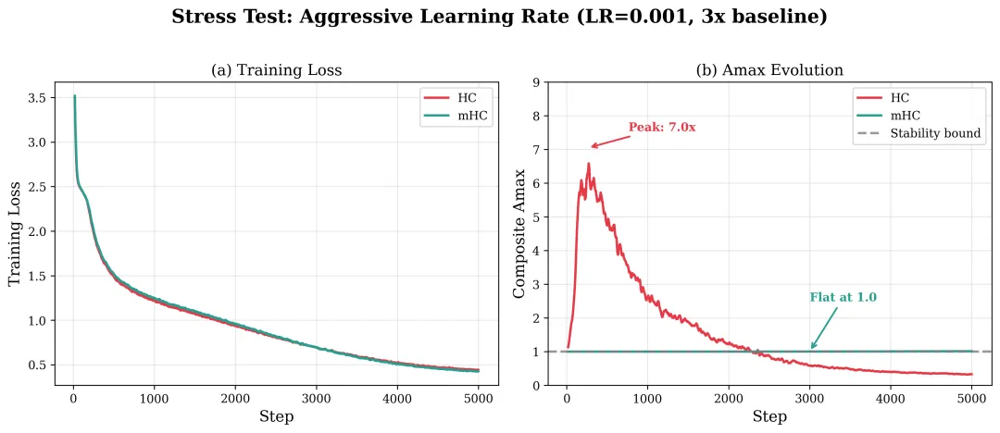 Stress Test: Aggressive Learning Rate (LR=0.001, 3x baseline)
(a) Training Loss
Training Loss
3.5
3.0
2.5
2.0
1.5
1.0
0.5
HC
mHC
0 1000 2000 3000 4000 5000
Step
(b) Amax Evolution
Composite Amax
9
8
7
6
5
4
3
2
1
0
HC
mHC
Stability bound
Peak: 7.0x
Flat at 1.0
0 1000 2000 3000 4000 5000
Step